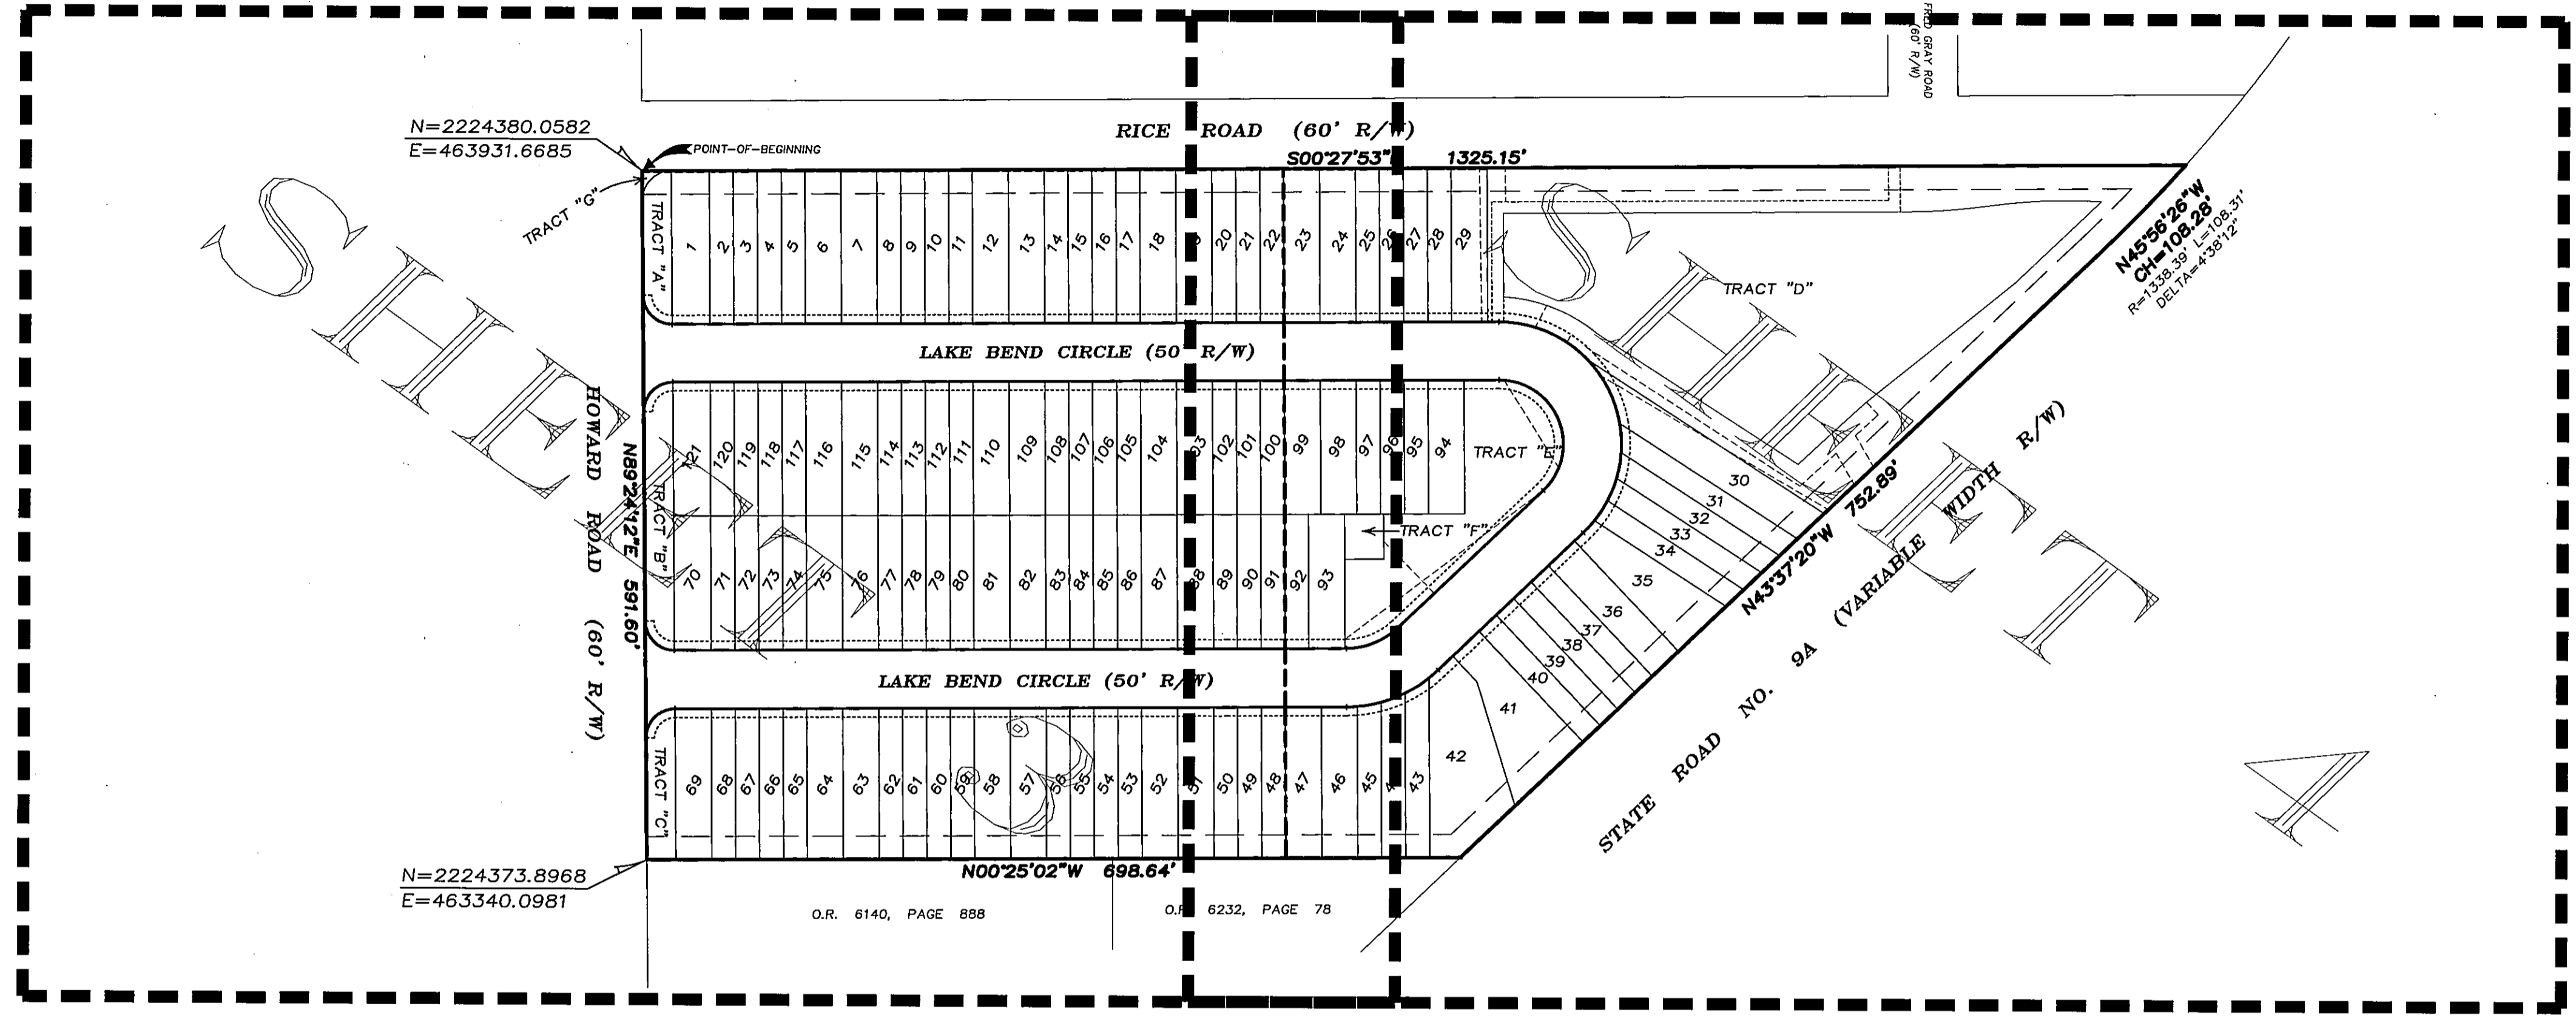 FRED GRAY ROAD
(60' R/W)
N=2224380.0582
E=463931.6685
POINT-OF-BEGINNING
RICE ROAD (60' R/W)
S00°27'53" 1325.15'
TRACT "G"
TRACT "A"
1 2 3 4 5 6 7 8 9 10 11 12 13 14 15 16 17 18 20 21 22 23 24 25 26 27 28 29
TRACT "D"
N45°56'26"W
CH=108.28'
R=1338.39' L=108.31'
DELTA=4°38'12"
SHEET
SHEET
LAKE BEND CIRCLE (50' R/W)
HOWARD ROAD (60' R/W)
N89°24'12"E 591.60'
TRACT "B"
121 120 119 118 117 116 115 114 113 112 111 110 109 108 107 106 105 104 103 102 101 100 99 98 97 96 95 94
TRACT "E"
TRACT "F"
70 71 72 73 74 75 76 77 78 79 80 81 82 83 84 85 86 87 88 89 90 91 92 93
30
31
32
33
34
35
36
37
38
39
40
41
42
N43°37'20"W 752.89'
STATE ROAD NO. 9A (VARIABLE WIDTH R/W)
LAKE BEND CIRCLE (50' R/W)
TRACT "C"
69 68 67 66 65 64 63 62 61 60 59 58 57 56 55 54 53 52 51 50 49 48 47 46 45 43
3
4
N00°25'02"W 698.64'
N=2224373.8968
E=463340.0981
O.R. 6140, PAGE 888
O.R. 6232, PAGE 78